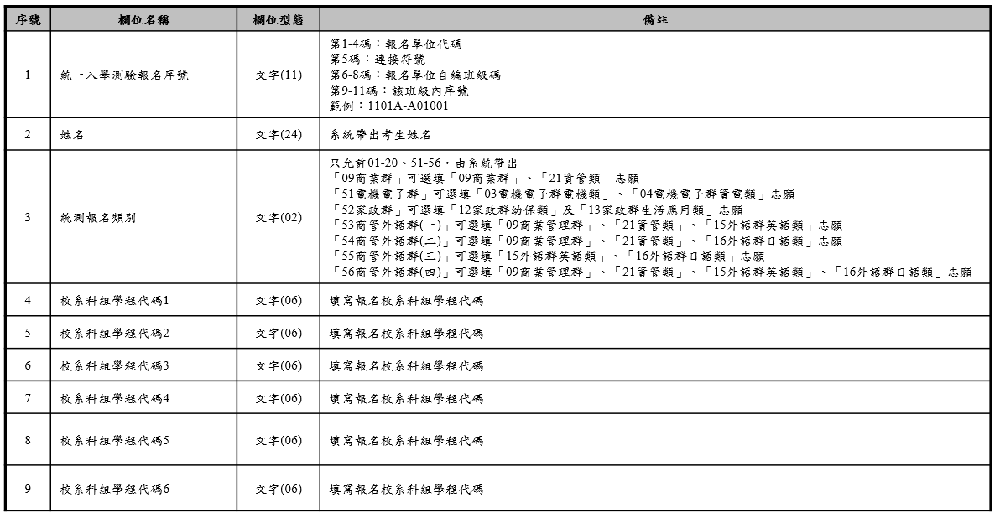 序號 欄位名稱 欄位型態 備註
1 統一入學測驗報名序號 文字(11) 第1-4碼：報名單位代碼
第5碼：連接符號
第6-8碼：報名單位自編班級碼
第9-11碼：該班級內序號
範例：1101A-A01001
2 姓名 文字(24) 系統帶出考生姓名
3 統測報名類別 文字(02) 只允許01-20、51-56，由系統帶出
「09商業群」可選填「09商業群」、「21資管類」志願
「51電機電子群」可選填「03電機電子群電機類」、「04電機電子群資電類」志願
「52家政群」可選填「12家政群幼保類」及「13家政群生活應用類」志願
「53商管外語群(一)」可選填「09商業管理群」、「21資管類」、「15外語群英語類」志願
「54商管外語群(二)」可選填「09商業管理群」、「21資管類」、「16外語群日語類」志願
「55商管外語群(三)」可選填「15外語群英語類」、「16外語群日語類」志願
「56商管外語群(四)」可選填「09商業管理群」、「21資管類」、「15外語群英語類」、「16外語群日語類」志願
4 校系科組學程代碼1 文字(06) 填寫報名校系科組學程代碼
5 校系科組學程代碼2 文字(06) 填寫報名校系科組學程代碼
6 校系科組學程代碼3 文字(06) 填寫報名校系科組學程代碼
7 校系科組學程代碼4 文字(06) 填寫報名校系科組學程代碼
8 校系科組學程代碼5 文字(06) 填寫報名校系科組學程代碼
9 校系科組學程代碼6 文字(06) 填寫報名校系科組學程代碼